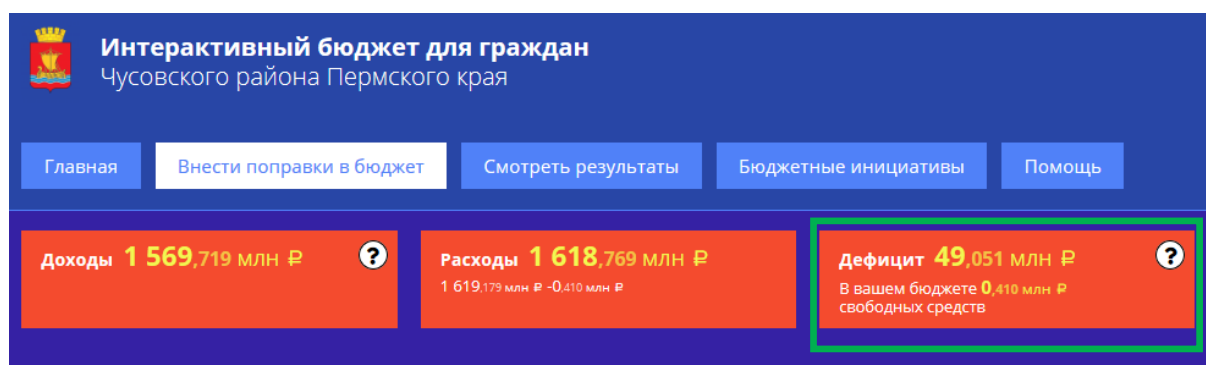 Интерактивный бюджет для граждан
Чусовского района Пермского края
Главная
Внести поправки в бюджет
Смотреть результаты
Бюджетные инициативы
Помощь
Доходы 1 569,719 млн ₽ ?
Расходы 1 618,769 млн ₽
1 619,179 млн ₽ -0,410 млн ₽
Дефицит 49,051 млн ₽ ?
В вашем бюджете 0,410 млн ₽
свободных средств